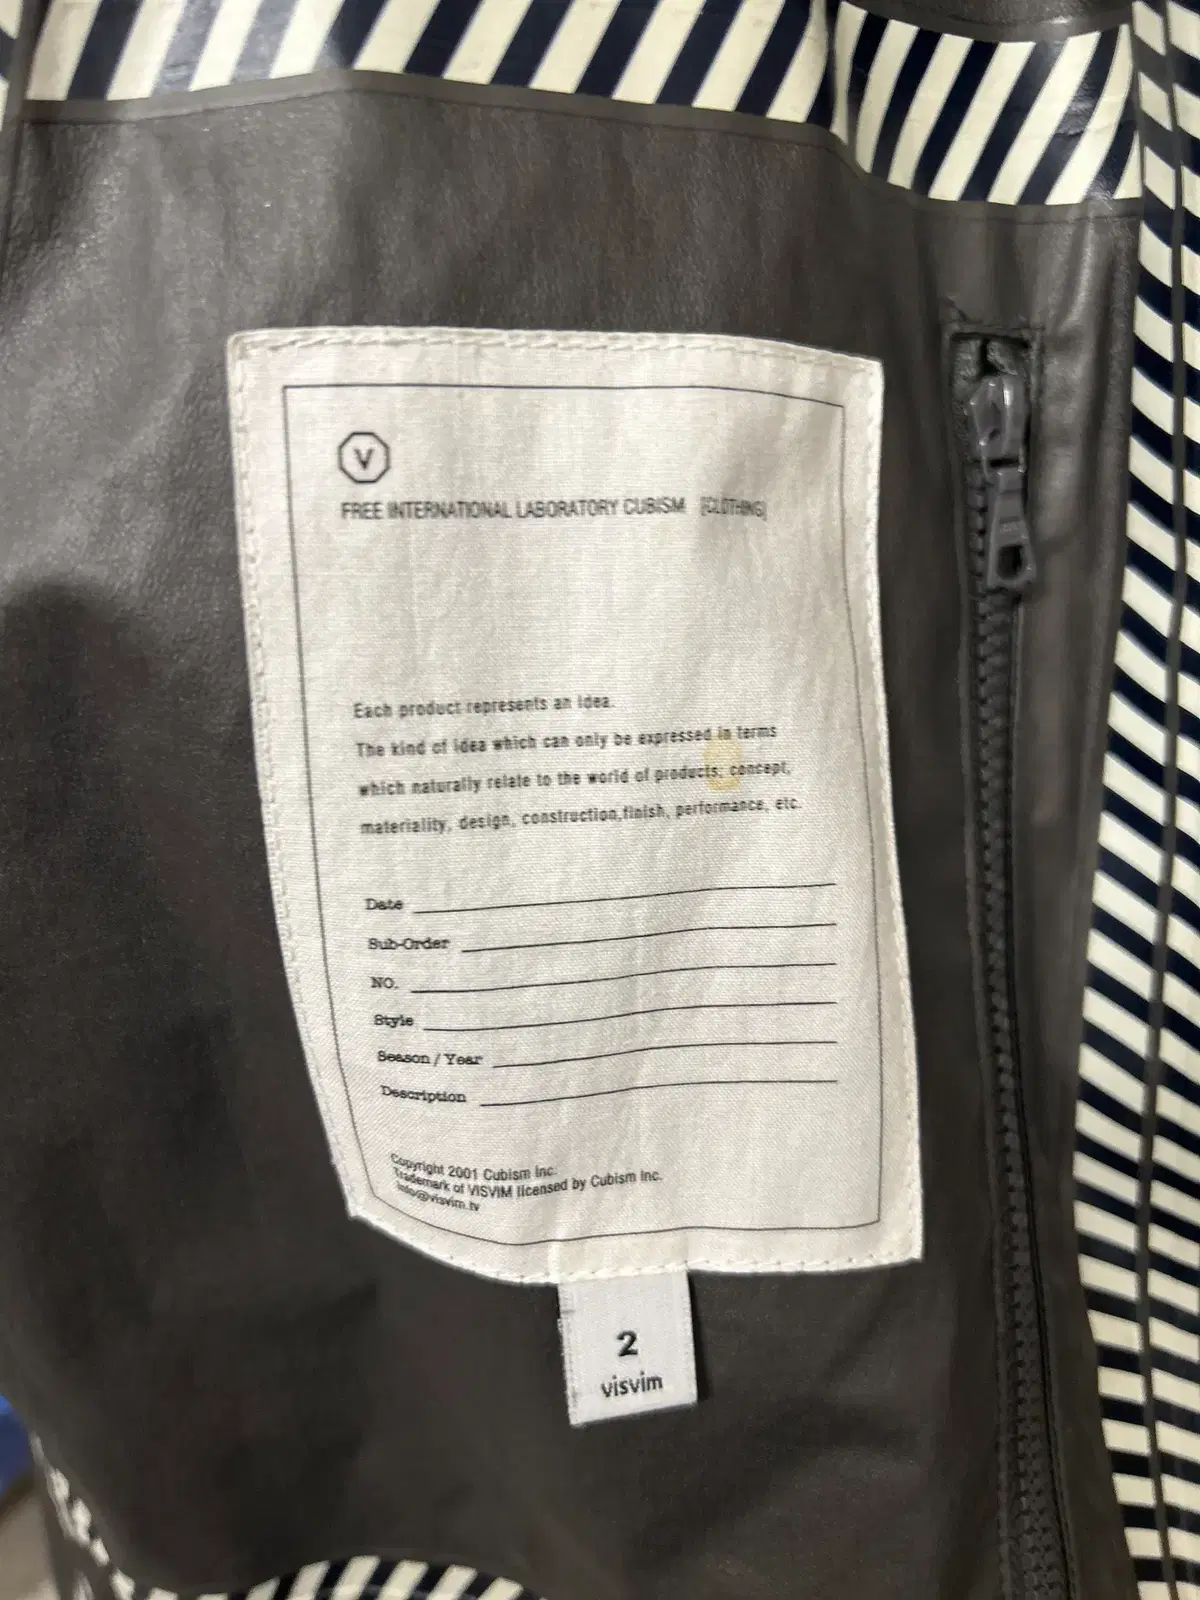 V
FREE INTERNATIONAL LABORATORY CUBISM [CLOTHING]
Each product represents an idea.
The kind of idea which can only be expressed in terms
which naturally relate to the world of products; concept,
materiality, design, construction,finish, performance, etc.
Date
Sub-Order
NO.
Style
Season / Year
Description
Copyright 2001 Cubism Inc.
Trademark of VISVIM licensed by Cubism Inc.
info@visvim.tv
2
visvim